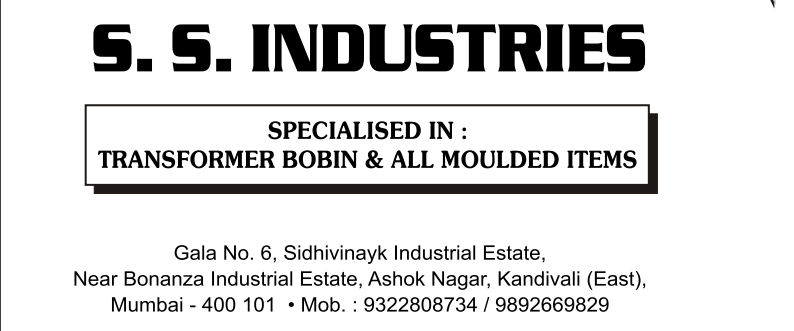 S. S. INDUSTRIES
SPECIALISED IN :
TRANSFORMER BOBIN & ALL MOULDED ITEMS
Gala No. 6, Sidhivinayk Industrial Estate,
Near Bonanza Industrial Estate, Ashok Nagar, Kandivali (East),
Mumbai - 400 101 • Mob. : 9322808734 / 9892669829